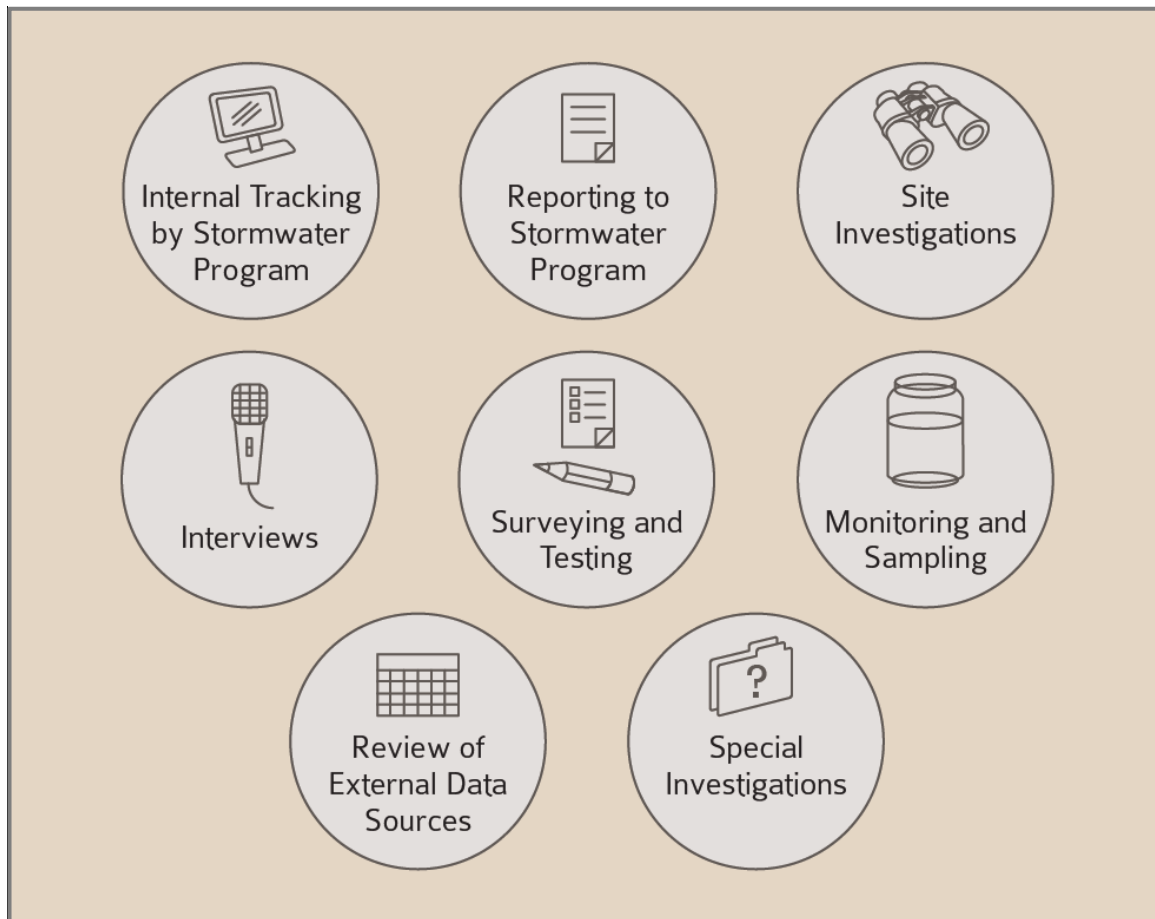 Internal Tracking
by Stormwater
Program
Reporting to
Stormwater
Program
Site
Investigations
Interviews
Surveying and
Testing
Monitoring and
Sampling
?
Review of
External Data
Sources
Special
Investigations